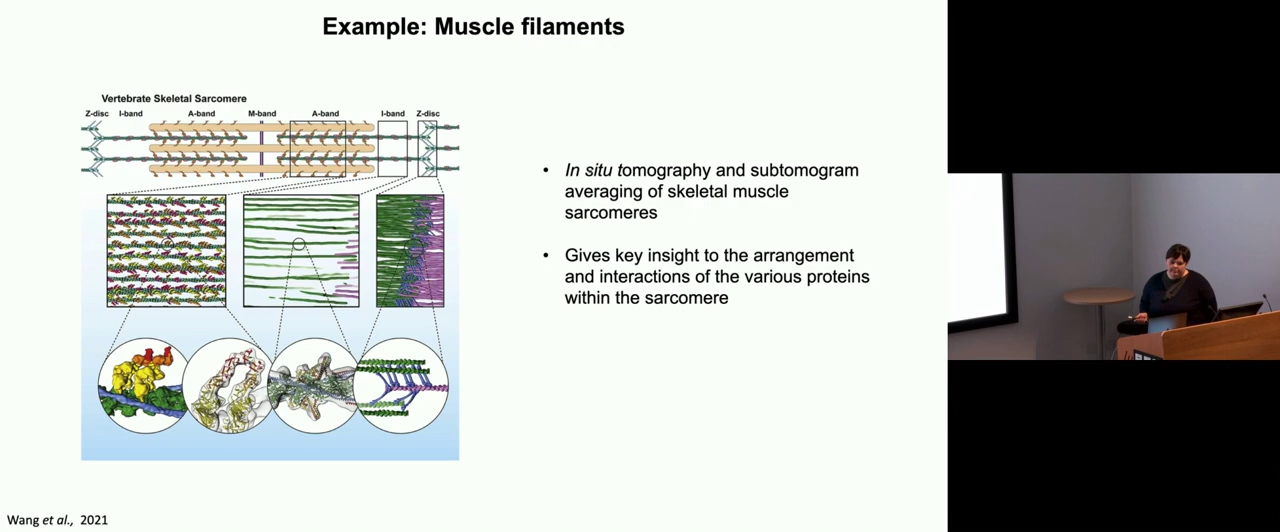 Example: Muscle filaments
Vertebrate Skeletal Sarcomere
Z-disc I-band A-band M-band A-band I-band Z-disc
• In situ tomography and subtomogram
averaging of skeletal muscle
sarcomeres
• Gives key insight to the arrangement
and interactions of the various proteins
within the sarcomere
Wang et al., 2021